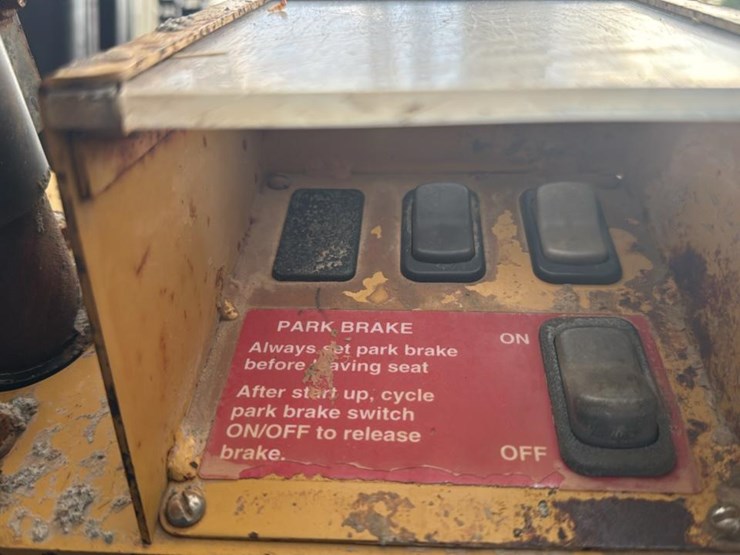 PARK BRAKE
Always set park brake
before leaving seat
After start up, cycle
park brake switch
ON/OFF to release
brake.
ON
OFF